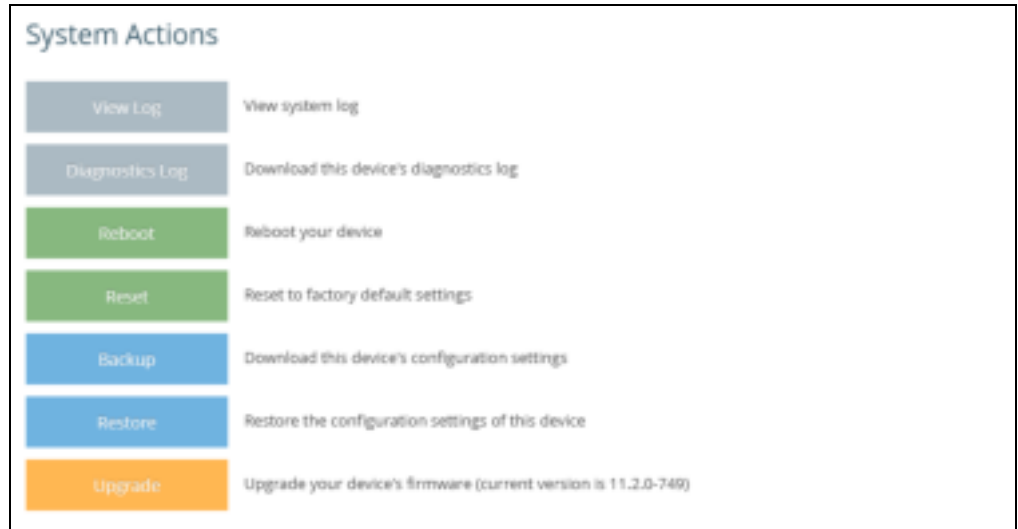 System Actions
View Log View system log
Diagnostics Log Download this device's diagnostics log
Reboot Reboot your device
Reset Reset to factory default settings
Backup Download this device's configuration settings
Restore Restore the configuration settings of this device
Upgrade Upgrade your device's firmware (current version is 11.2.0-749)